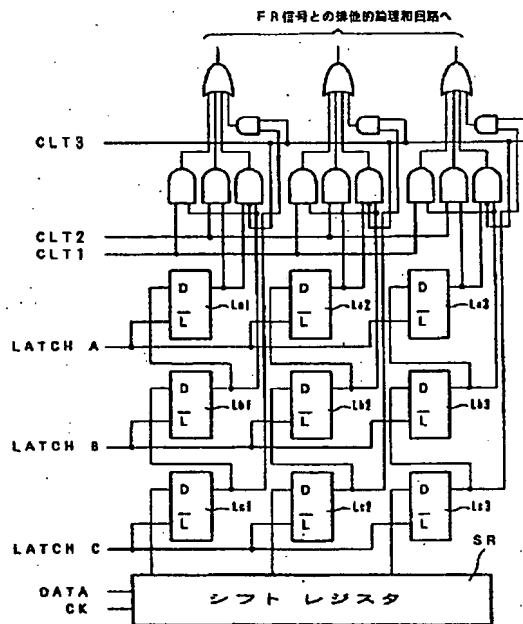 FR信号との排他的論理和回路へ
CLT3
CLT2
CLT1
D
L
La1
D
L
La2
D
L
La3
LATCH A
D
L
Lb1
D
L
Lb2
D
L
Lb3
LATCH B
D
L
Lc1
D
L
Lc2
D
L
Lc3
LATCH C
SR
DATA
CK
シフト レジスタ